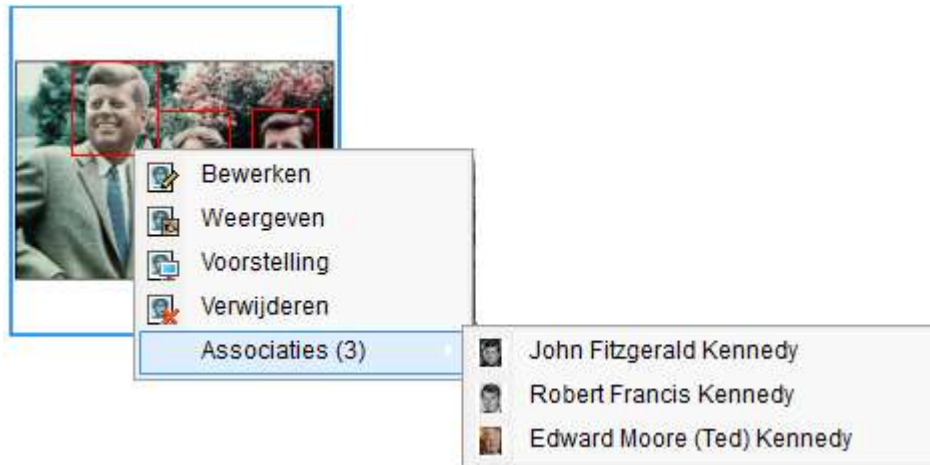 Bewerken
Weergeven
Voorstelling
Verwijderen
Associaties (3)
John Fitzgerald Kennedy
Robert Francis Kennedy
Edward Moore (Ted) Kennedy